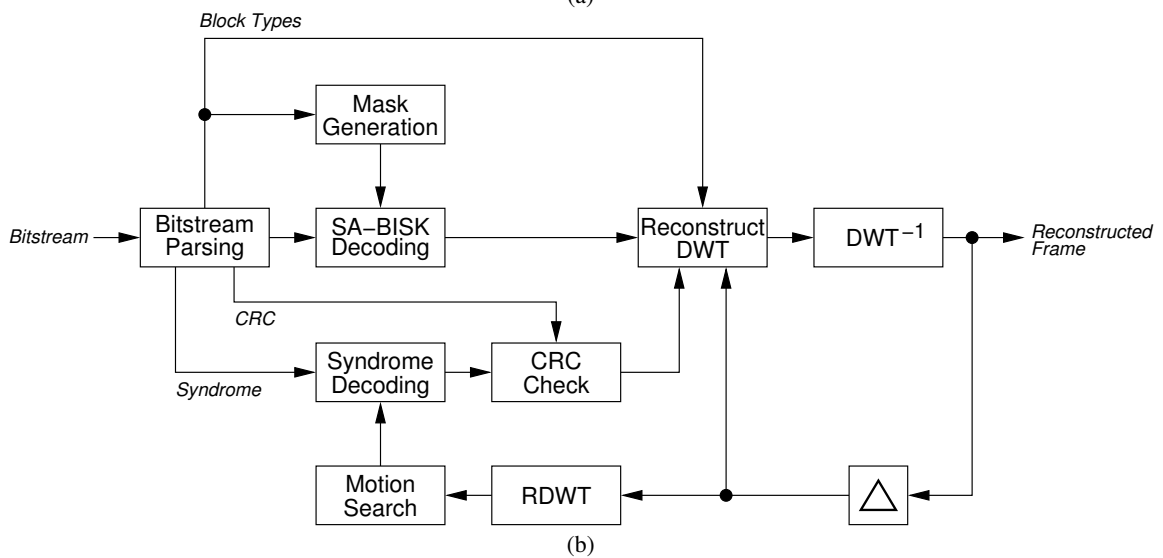 (a)
Block Types
Mask
Generation
Bitstream
Bitstream
Parsing
SA-BISK
Decoding
Reconstruct
DWT
DWT-1
Reconstructed
Frame
CRC
Syndrome
Syndrome
Decoding
CRC
Check
Motion
Search
RDWT
(b)